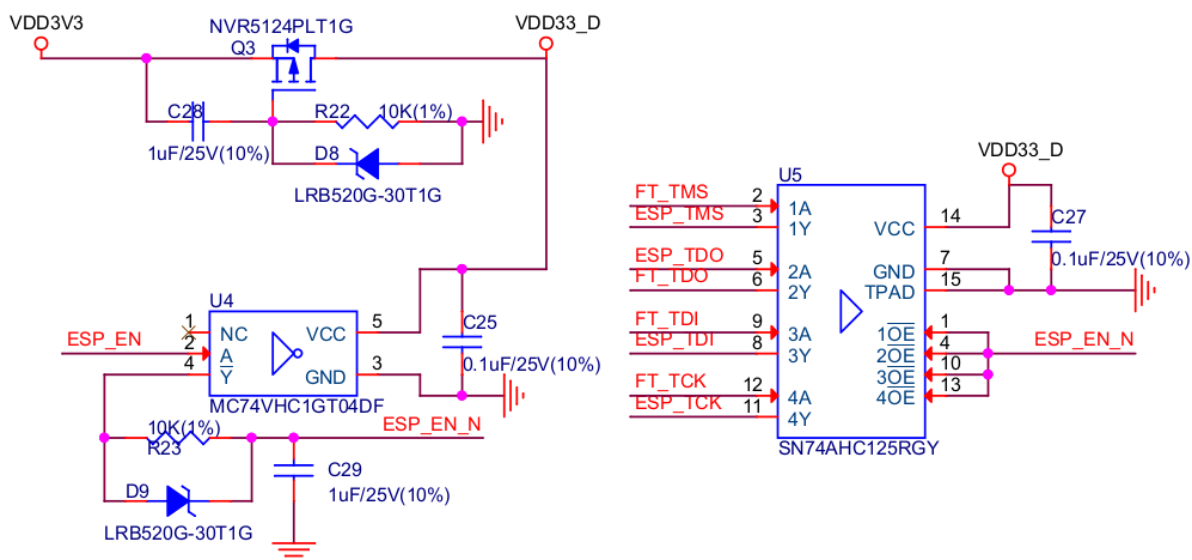 VDD3V3
NVR5124PLT1G
VDD33_D
Q3
C28
1uF/25V(10%)
R22
10K(1%)
D8
LRB520G-30T1G
U4
1
NC
VCC
5
ESP_EN
2
A
4
Y
GND
3
MC74VHC1GT04DF
C25
0.1uF/25V(10%)
10K(1%)
R23
ESP_EN_N
D9
LRB520G-30T1G
C29
1uF/25V(10%)
VDD33_D
U5
FT_TMS
2
1A
ESP_TMS
3
1Y
VCC
14
C27
0.1uF/25V(10%)
ESP_TDO
5
2A
FT_TDO
6
2Y
GND
7
TPAD
15
FT_TDI
9
3A
ESP_TDI
8
3Y
1OE
1
2OE
4
3OE
10
4OE
13
ESP_EN_N
FT_TCK
12
4A
ESP_TCK
11
4Y
SN74AHC125RGY